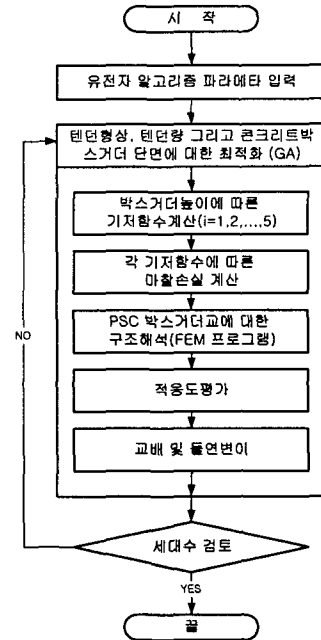 시 작
유전자 알고리즘 파라메타 입력
텐던형상, 텐던량 그리고 콘크리트박
스거더 단면에 대한 최적화 (GA)
박스거더높이에 따른
기저함수계산(i=1,2,...,5)
각 기저함수에 따른
마찰손실 계산
PSC 박스거더교에 대한
구조해석(FEM 프로그램)
적응도평가
교배 및 돌연변이
NO
세대수 검토
YES
끝